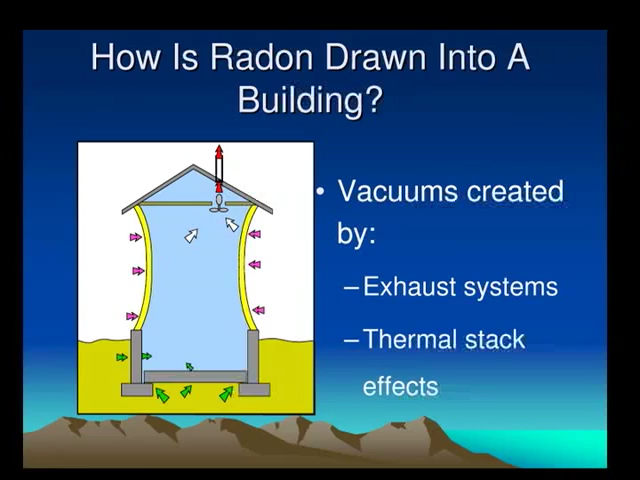 How Is Radon Drawn Into A
Building?
• Vacuums created
by:
–Exhaust systems
–Thermal stack
effects